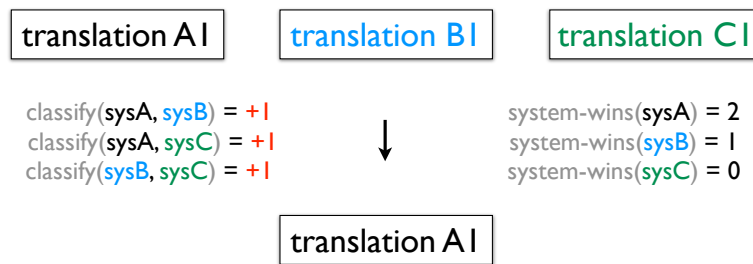 translation A1
translation B1
translation C1
classify(sysA, sysB) = +1
classify(sysA, sysC) = +1
classify(sysB, sysC) = +1
system-wins(sysA) = 2
system-wins(sysB) = 1
system-wins(sysC) = 0
translation A1